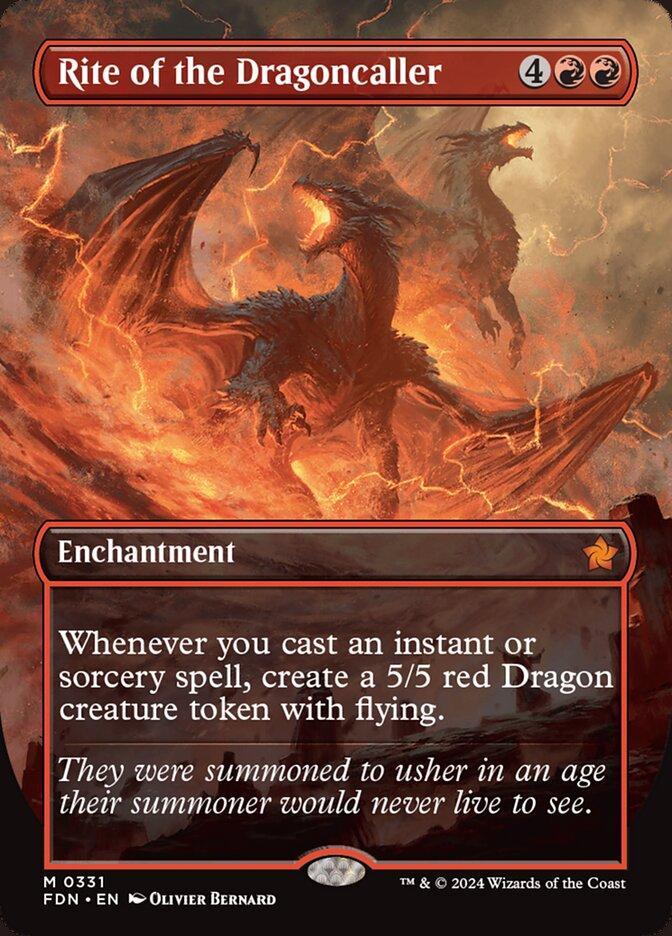 Rite of the Dragoncaller 4
Enchantment
Whenever you cast an instant or
sorcery spell, create a 5/5 red Dragon
creature token with flying.
They were summoned to usher in an age
their summoner would never live to see.
M 0331
FDN • EN Olivier Bernard
™ & © 2024 Wizards of the Coast